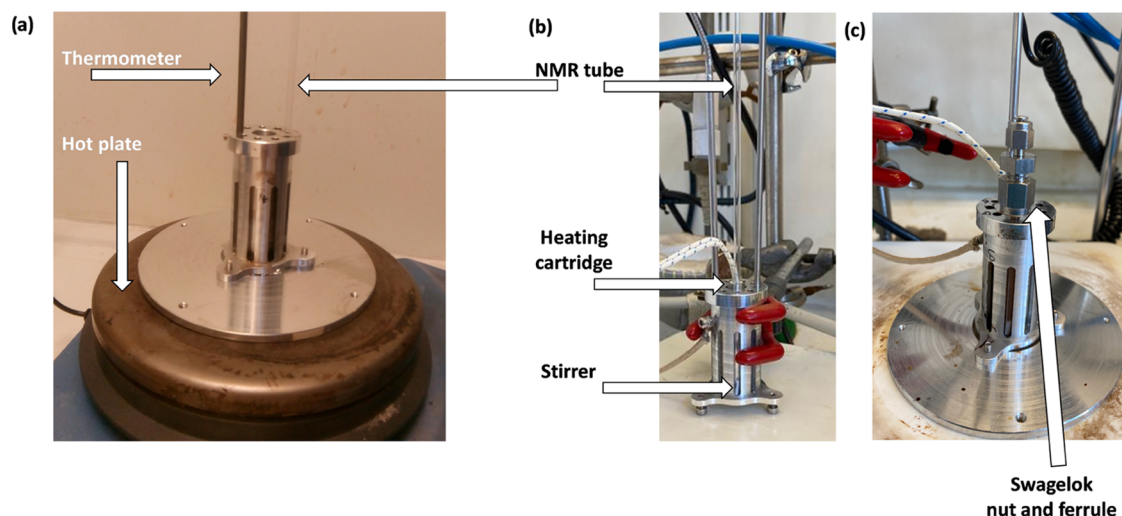 (a)
Thermometer
Hot plate
(b)
NMR tube
Heating
cartridge
Stirrer
(c)
Swagelok
nut and ferrule